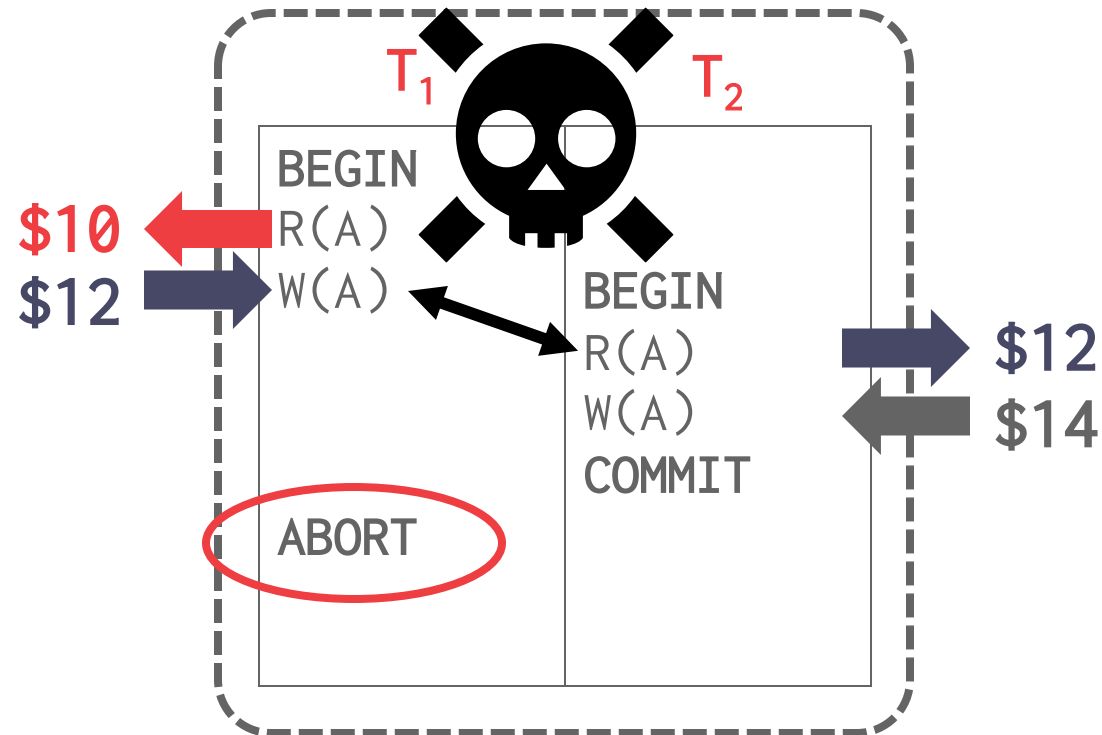 T1
T2
BEGIN
$10
R(A)
$12
W(A)
BEGIN
R(A)
$12
W(A)
$14
COMMIT
ABORT